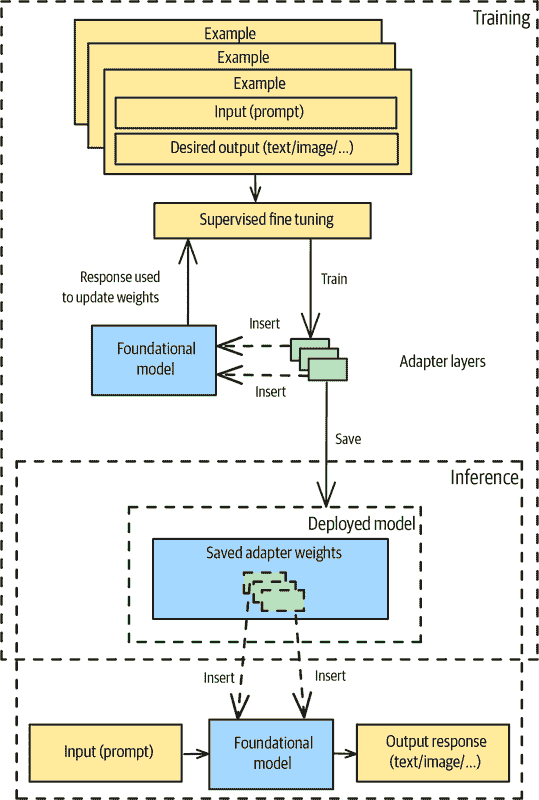 Training
Example
Example
Example
Input (prompt)
Desired output (text/image/...)
Supervised fine tuning
Response used
to update weights
Train
Insert
Foundational
model
Adapter layers
Insert
Save
Inference
Deployed model
Saved adapter weights
Insert
Insert
Input (prompt)
Foundational
model
Output response
(text/image/...)